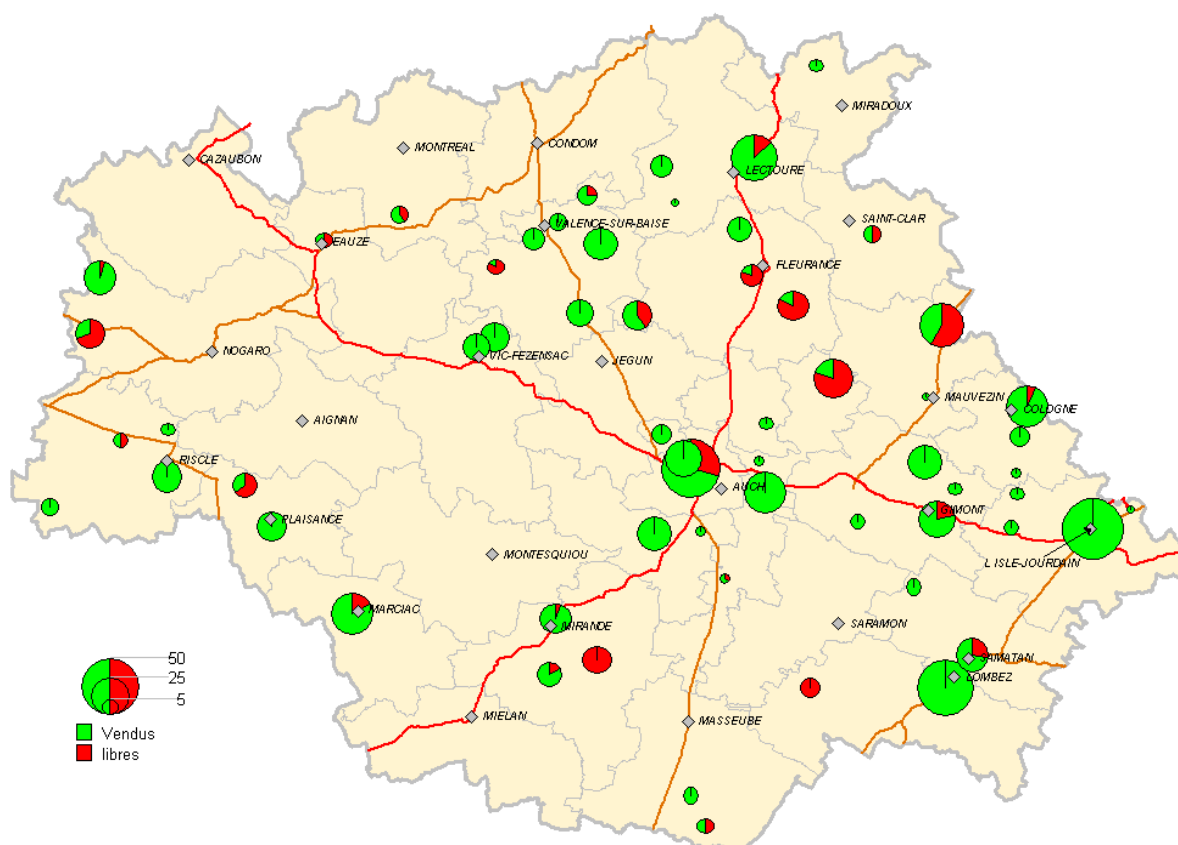 MIRADOUX
CONDOM
MONTREAL
CAZAUBON
LECTOURE
SAINT-CLAR
VALENCE-SUR-BAISE
EAUZE
FLEURANCE
NOGARO
VIC-FEZENSAC
JEGUN
MAUVEZIN
COLOGNE
AIGNAN
RISCLE
AUCH
GIMONT
PLAISANCE
MONTESQUIOU
L ISLE-JOURDAIN
MARCIAC
MIRANDE
SARAMON
SAMATAN
LOMBEZ
MIELAN
MASSEUBE
50
25
5
Vendus
libres